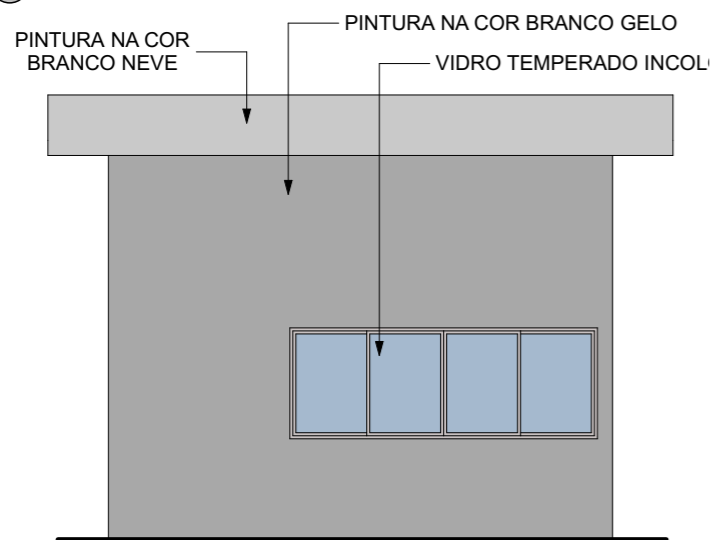 PINTURA NA COR BRANCO GELO
PINTURA NA COR
BRANCO NEVE
VIDRO TEMPERADO